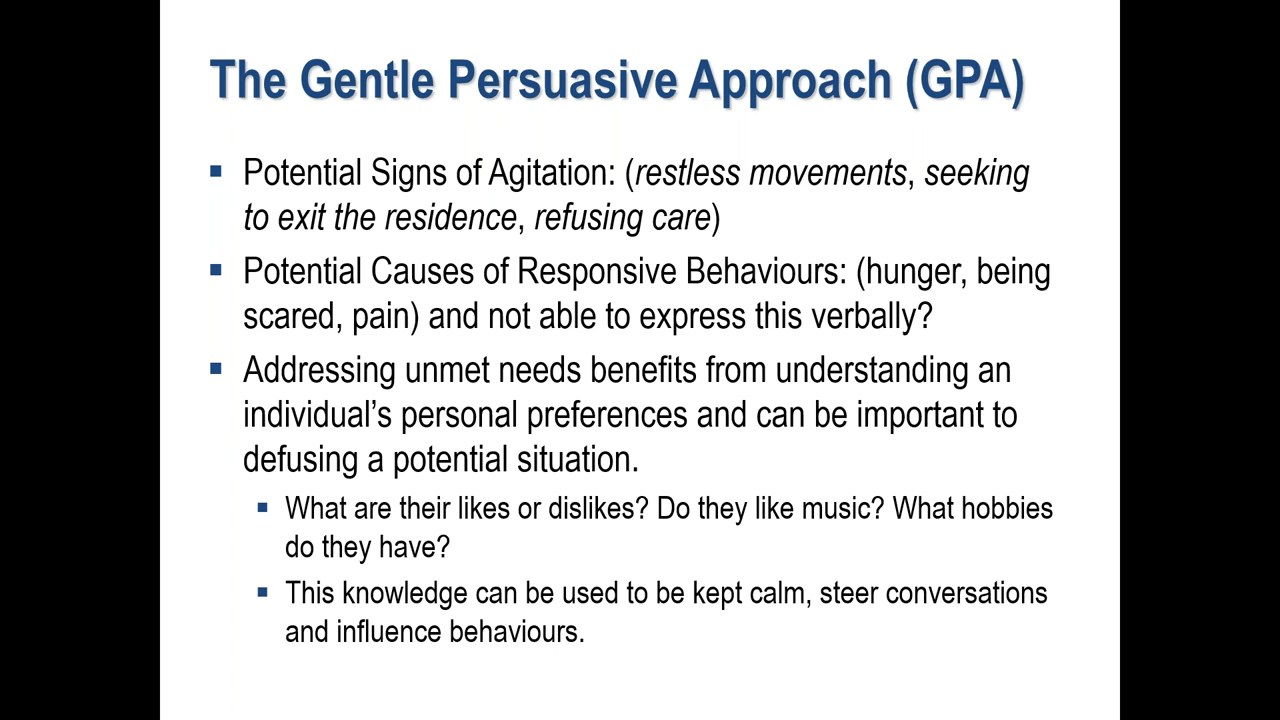 The Gentle Persuasive Approach (GPA)
▪ Potential Signs of Agitation: (restless movements, seeking
to exit the residence, refusing care)
▪ Potential Causes of Responsive Behaviours: (hunger, being
scared, pain) and not able to express this verbally?
▪ Addressing unmet needs benefits from understanding an
individual’s personal preferences and can be important to
defusing a potential situation.
▪ What are their likes or dislikes? Do they like music? What hobbies
do they have?
▪ This knowledge can be used to be kept calm, steer conversations
and influence behaviours.